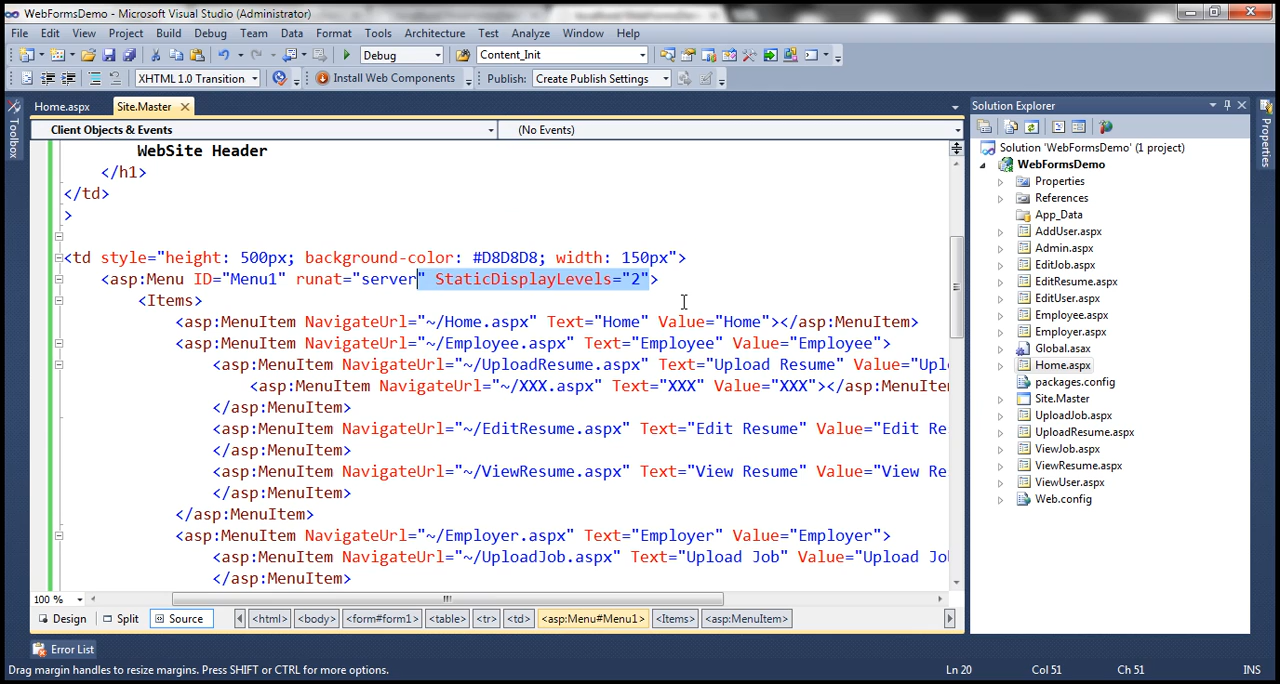 WebFormsDemo - Microsoft Visual Studio (Administrator)
File Edit View Project Build Debug Team Data Format Tools Architecture Test Analyze Window Help
Debug Content_Init
XHTML 1.0 Transition Install Web Components Publish: Create Publish Settings
Home.aspx Site.Master
Client Objects & Events (No Events)
WebSite Header
</h1>
</td>
>
<td style="height: 500px; background-color: #D8D8D8; width: 150px">
<asp:Menu ID="Menu1" runat="server" StaticDisplayLevels="2">
<Items>
<asp:MenuItem NavigateUrl="~/Home.aspx" Text="Home" Value="Home"></asp:MenuItem>
<asp:MenuItem NavigateUrl="~/Employee.aspx" Text="Employee" Value="Employee">
<asp:MenuItem NavigateUrl="~/UploadResume.aspx" Text="Upload Resume" Value="Upl
<asp:MenuItem NavigateUrl="~/XXX.aspx" Text="XXX" Value="XXX"></asp:MenuIte
</asp:MenuItem>
<asp:MenuItem NavigateUrl="~/EditResume.aspx" Text="Edit Resume" Value="Edit Re
</asp:MenuItem>
<asp:MenuItem NavigateUrl="~/ViewResume.aspx" Text="View Resume" Value="View Re
</asp:MenuItem>
</asp:MenuItem>
<asp:MenuItem NavigateUrl="~/Employer.aspx" Text="Employer" Value="Employer">
<asp:MenuItem NavigateUrl="~/UploadJob.aspx" Text="Upload Job" Value="Upload Jo
</asp:MenuItem>
100 %
Design Split Source <html> <body> <form#form1> <table> <tr> <td> <asp:Menu#Menu1> <Items> <asp:MenuItem>
Error List
Drag margin handles to resize margins. Press SHIFT or CTRL for more options. Ln 20 Col 51 Ch 51 INS
Toolbox
Solution Explorer
Solution 'WebFormsDemo' (1 project)
WebFormsDemo
Properties
References
App_Data
AddUser.aspx
Admin.aspx
EditJob.aspx
EditResume.aspx
EditUser.aspx
Employee.aspx
Employer.aspx
Global.asax
Home.aspx
packages.config
Site.Master
UploadJob.aspx
UploadResume.aspx
ViewJob.aspx
ViewResume.aspx
ViewUser.aspx
Web.config
Properties